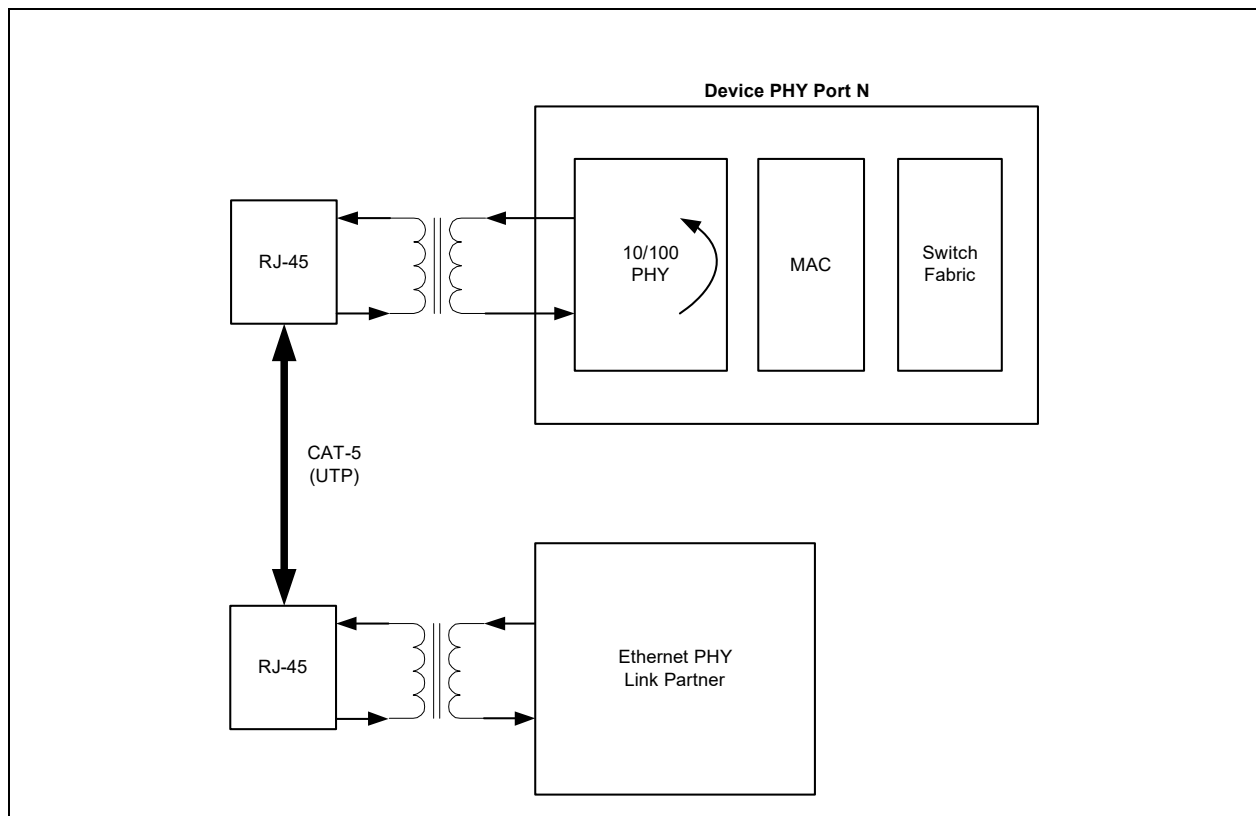 Device PHY Port N
RJ-45
10/100
PHY
MAC
Switch
Fabric
CAT-5
(UTP)
RJ-45
Ethernet PHY
Link Partner